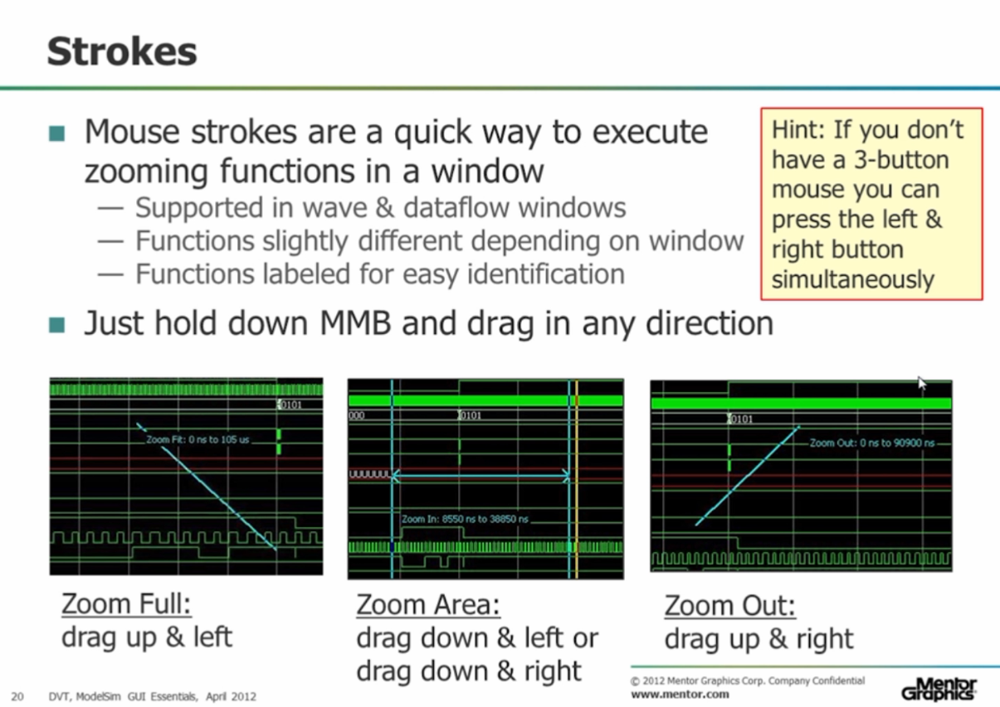 Strokes
Mouse strokes are a quick way to execute
zooming functions in a window
— Supported in wave & dataflow windows
— Functions slightly different depending on window
— Functions labeled for easy identification
Just hold down MMB and drag in any direction
Hint: If you don't
have a 3-button
mouse you can
press the left &
right button
simultaneously
0101
Zoom Fit: 0 ns to 105 us
000
0101
UUUUUU
Zoom In: 8550 ns to 38850 ns
0101
Zoom Out: 0 ns to 90900 ns
Zoom Full:
drag up & left
Zoom Area:
drag down & left or
drag down & right
Zoom Out:
drag up & right
20 DVT, ModelSim GUI Essentials, April 2012
© 2012 Mentor Graphics Corp. Company Confidential
www.mentor.com
Mentor
Graphics